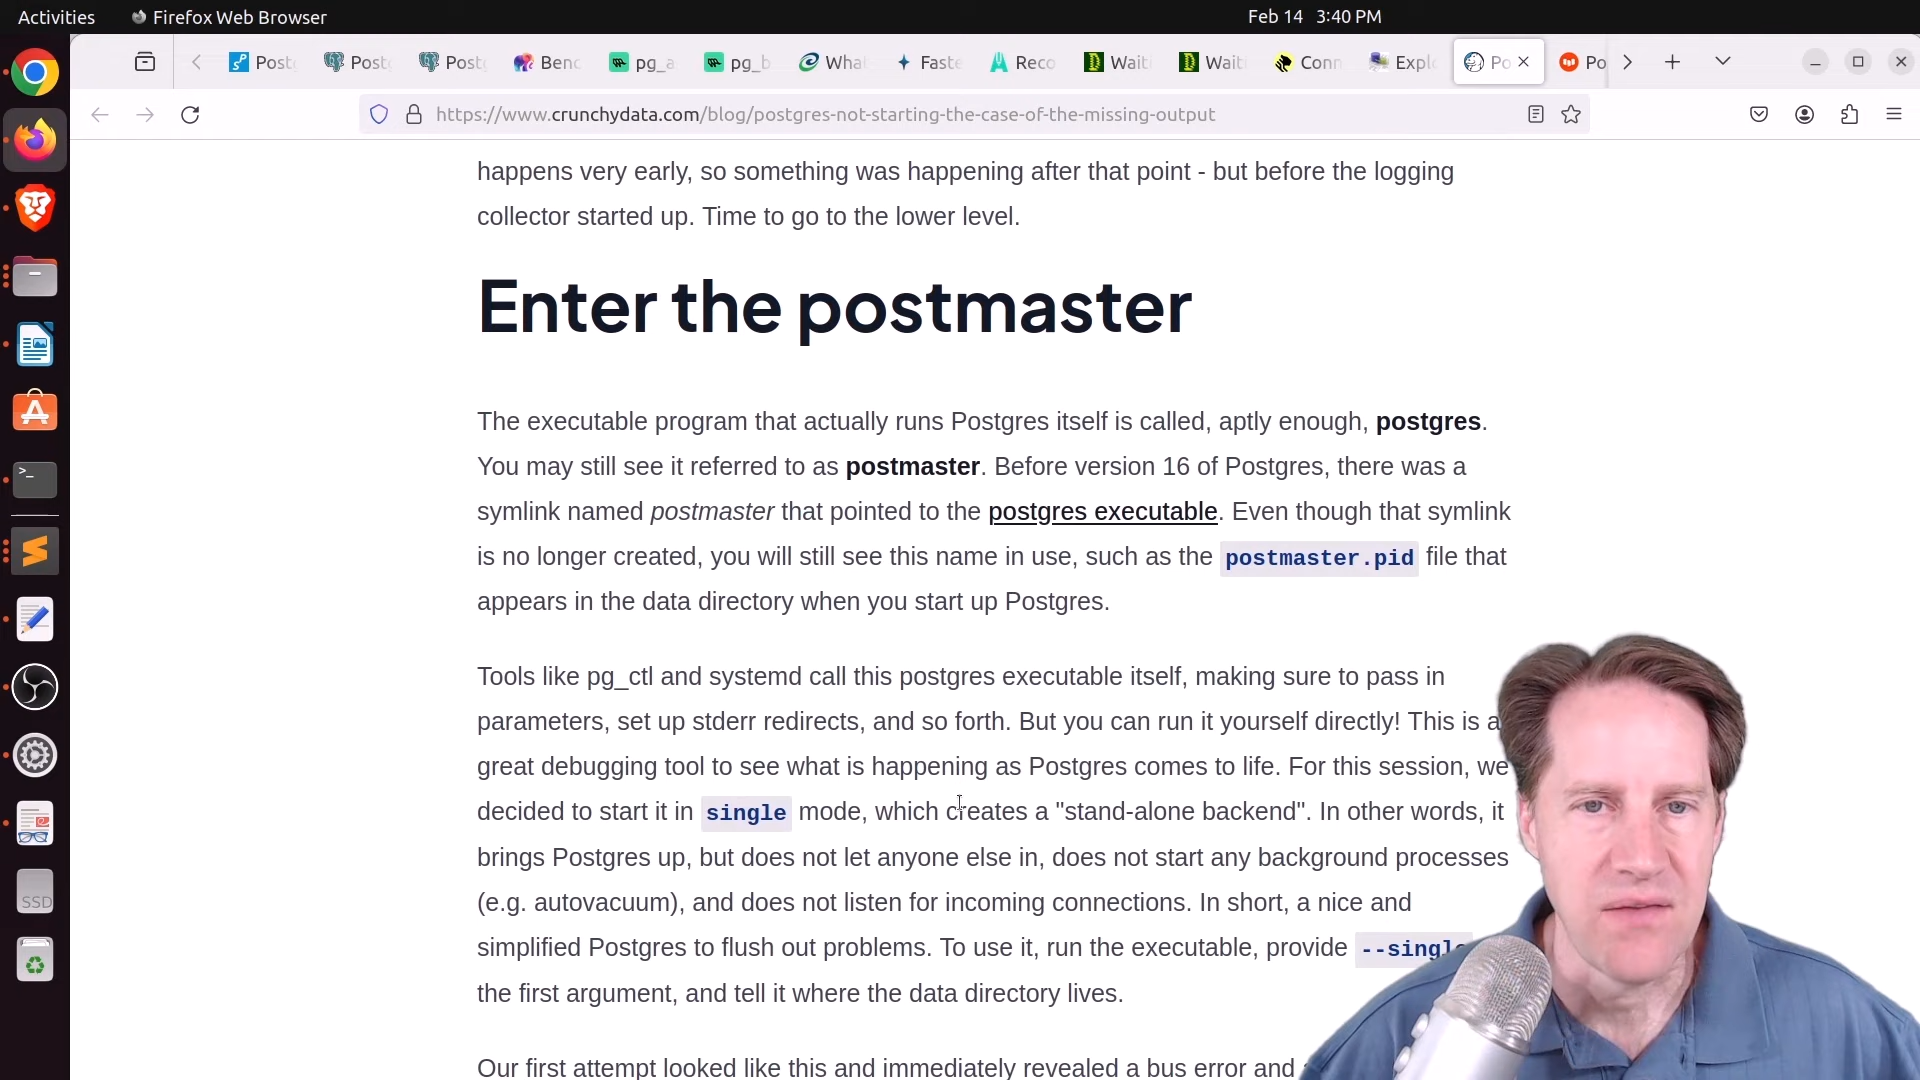 Activities
Firefox Web Browser
Feb 14 3:40 PM
Post
Post
Post
Benc
pg_a
pg_b
Wha
Faste
Reco
Wait
Wait
Conn
Expl
Po
Po
https://www.crunchydata.com/blog/postgres-not-starting-the-case-of-the-missing-output
happens very early, so something was happening after that point - but before the logging
collector started up. Time to go to the lower level.
Enter the postmaster
The executable program that actually runs Postgres itself is called, aptly enough, postgres.
You may still see it referred to as postmaster. Before version 16 of Postgres, there was a
symlink named postmaster that pointed to the postgres executable. Even though that symlink
is no longer created, you will still see this name in use, such as the postmaster.pid file that
appears in the data directory when you start up Postgres.
Tools like pg_ctl and systemd call this postgres executable itself, making sure to pass in
parameters, set up stderr redirects, and so forth. But you can run it yourself directly! This is a
great debugging tool to see what is happening as Postgres comes to life. For this session, we
decided to start it in single mode, which creates a "stand-alone backend". In other words, it
brings Postgres up, but does not let anyone else in, does not start any background processes
(e.g. autovacuum), and does not listen for incoming connections. In short, a nice and
simplified Postgres to flush out problems. To use it, run the executable, provide --single
the first argument, and tell it where the data directory lives.
Our first attempt looked like this and immediately revealed a bus error and
SSD